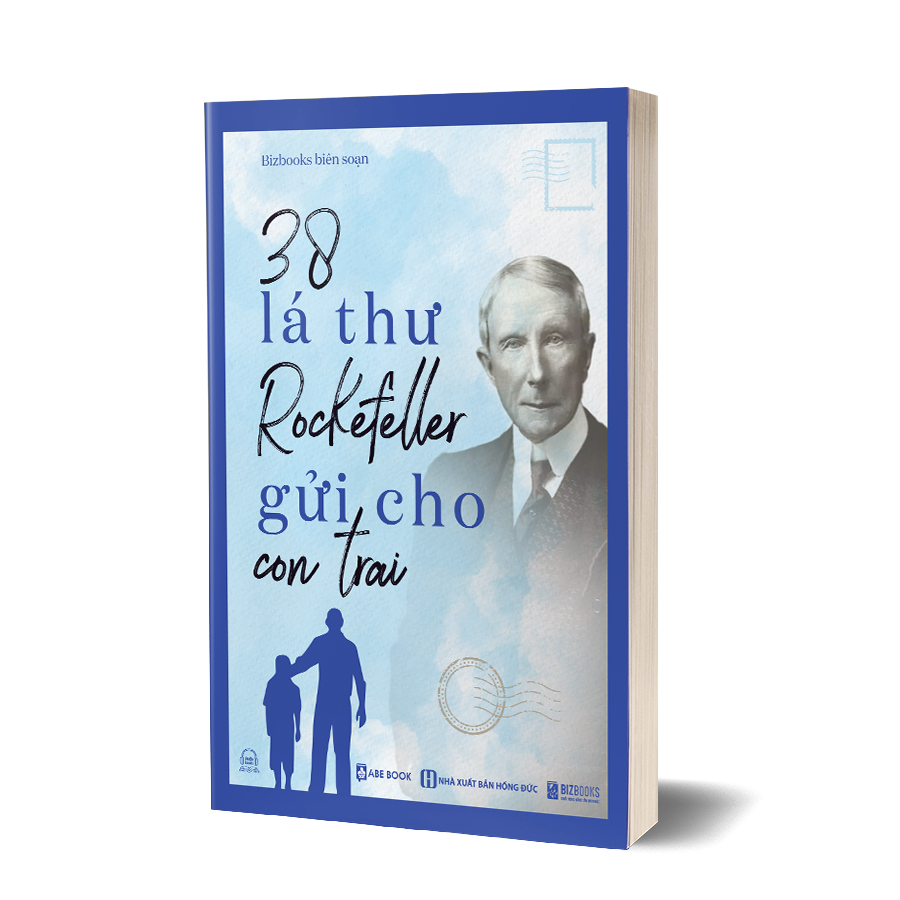 Bizbooks biên soạn
38
lá thư
Rockefeller
gửi cho
con trai
ABE BOOK
NHÀ XUẤT BẢN HỒNG ĐỨC
BIZBOOKS